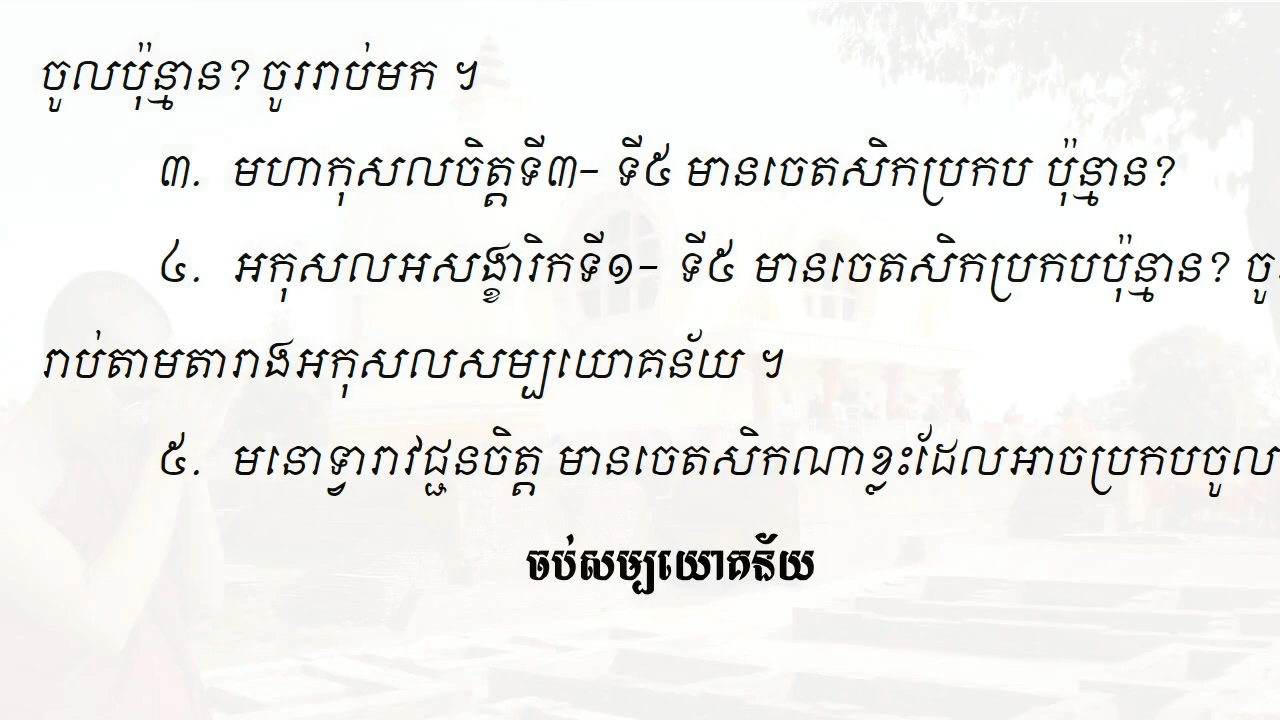 ចូលប៉ុន្មាន? ចូររាប់មក ។
៣. មហាកុសលចិត្តទី៣- ទី៥ មានចេតសិកប្រកប ប៉ុន្មាន?
៤. អកុសលអសង្ខារិកទី១- ទី៥ មានចេតសិកប្រកបប៉ុន្មាន?
រាប់តាមតារាងអកុសលសម្បយោគន័យ ។
៥. មនោទ្វារាវជ្ជនចិត្ត មានចេតសិកណាខ្លះដែលអាចប្រកបចូល
ចប់សម្បយោគន័យ